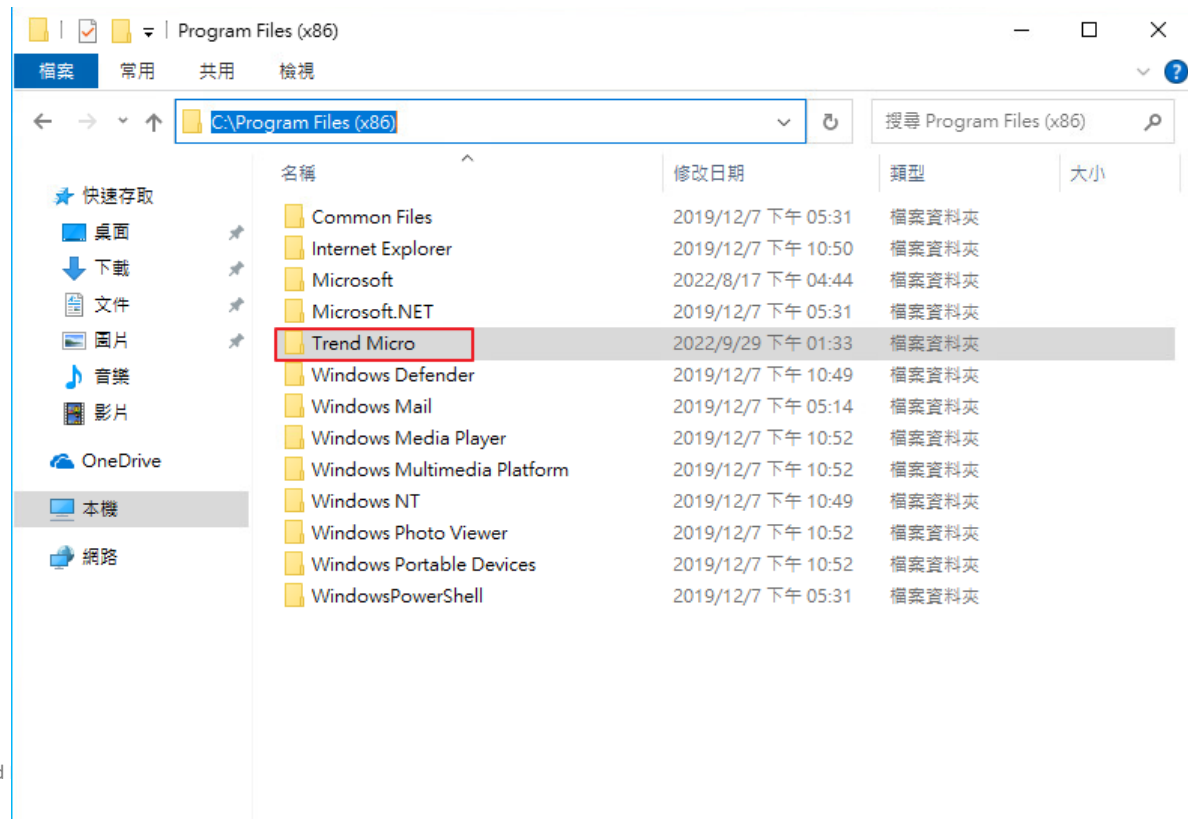 Program Files (x86)
檔案 常用 共用 檢視
C:\Program Files (x86) 搜尋 Program Files (x86)
名稱 修改日期 類型 大小
快速存取
桌面
下載
文件
圖片
音樂
影片
OneDrive
本機
網路
Common Files 2019/12/7 下午 05:31 檔案資料夾
Internet Explorer 2019/12/7 下午 10:50 檔案資料夾
Microsoft 2022/8/17 下午 04:44 檔案資料夾
Microsoft.NET 2019/12/7 下午 05:31 檔案資料夾
Trend Micro 2022/9/29 下午 01:33 檔案資料夾
Windows Defender 2019/12/7 下午 10:49 檔案資料夾
Windows Mail 2019/12/7 下午 05:14 檔案資料夾
Windows Media Player 2019/12/7 下午 10:52 檔案資料夾
Windows Multimedia Platform 2019/12/7 下午 10:52 檔案資料夾
Windows NT 2019/12/7 下午 10:49 檔案資料夾
Windows Photo Viewer 2019/12/7 下午 10:52 檔案資料夾
Windows Portable Devices 2019/12/7 下午 10:52 檔案資料夾
WindowsPowerShell 2019/12/7 下午 05:31 檔案資料夾